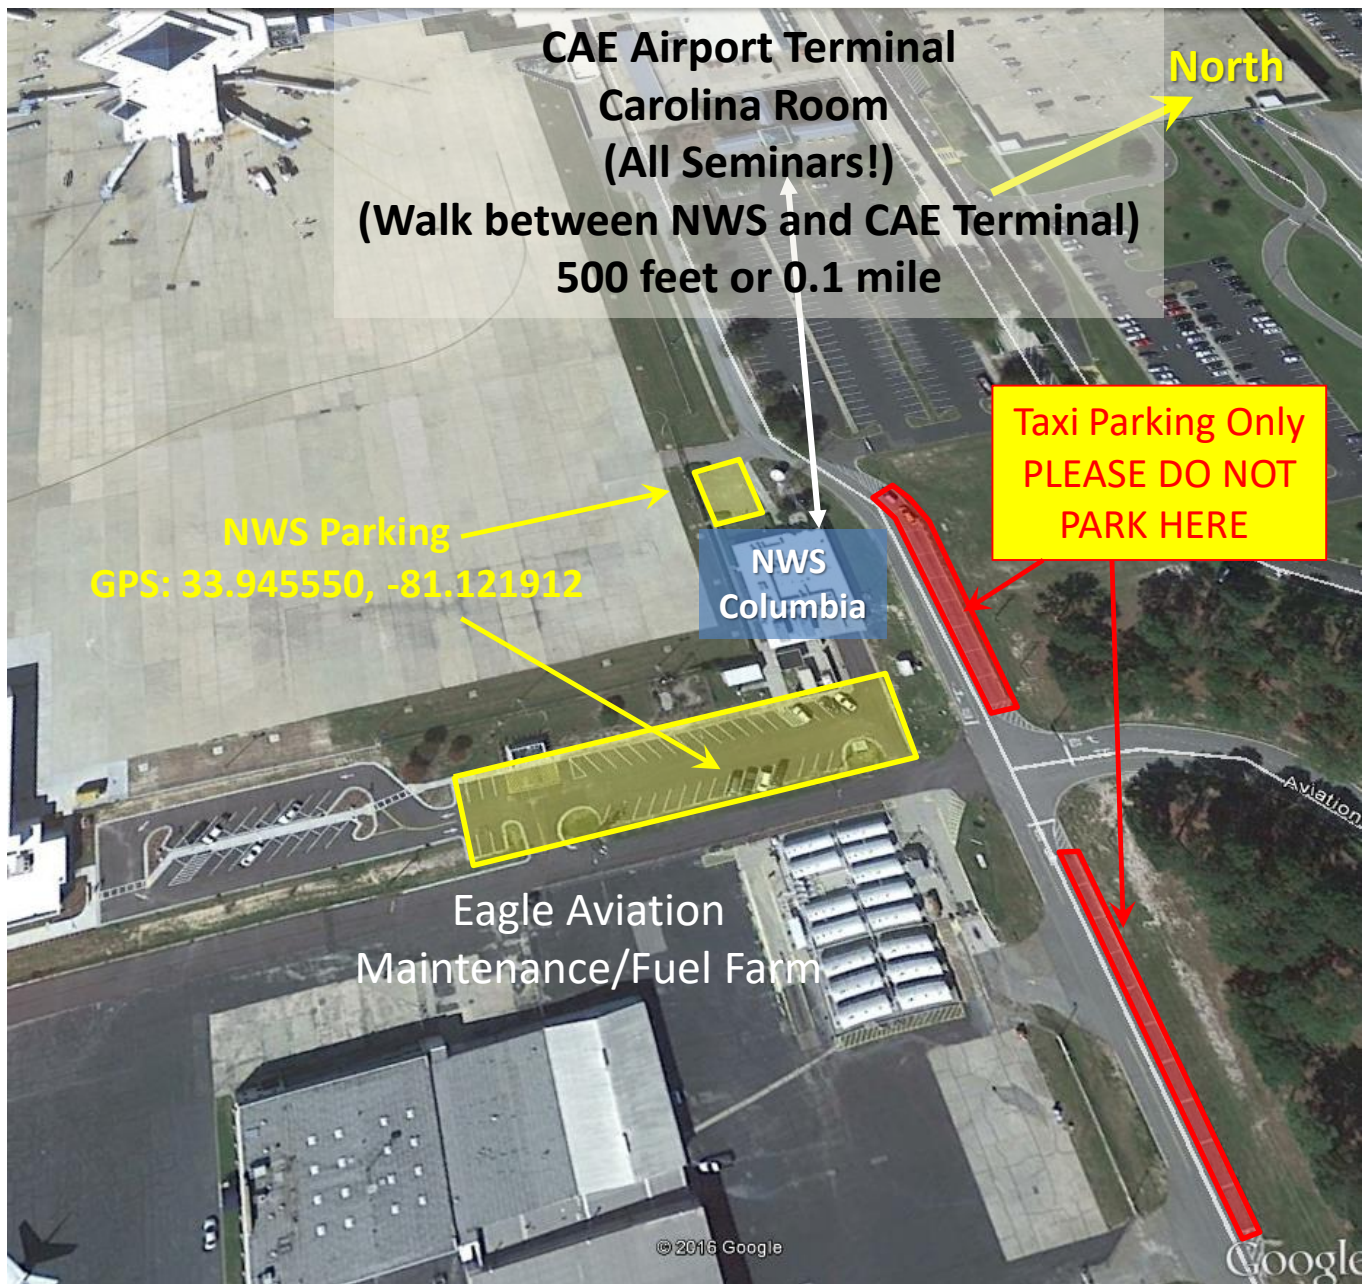 CAE Airport Terminal
Carolina Room
(All Seminars!)
(Walk between NWS and CAE Terminal)
500 feet or 0.1 mile
North
Taxi Parking Only
PLEASE DO NOT
PARK HERE
NWS Parking
GPS: 33.945550, -81.121912
NWS
Columbia
Aviation
Eagle Aviation
Maintenance/Fuel Farm
© 2016 Google
Google